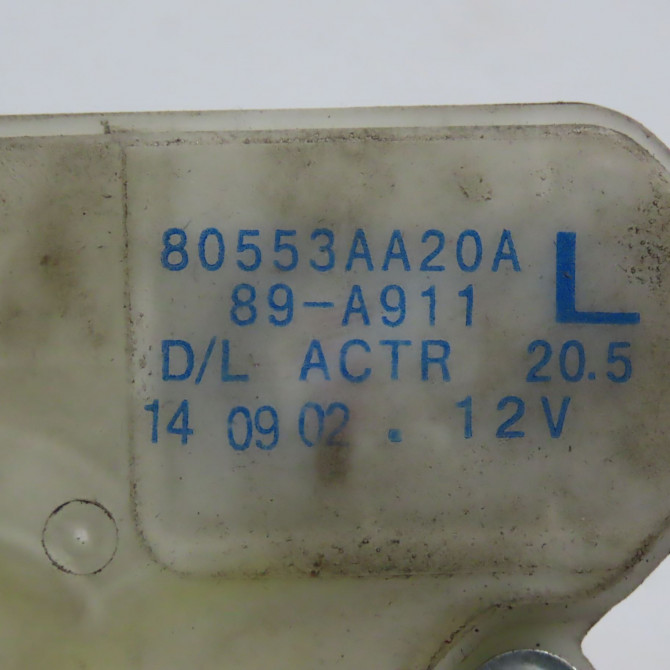 80553AA20A L
89-A911
D/L ACTR 20.5
14 09 02 . 12V